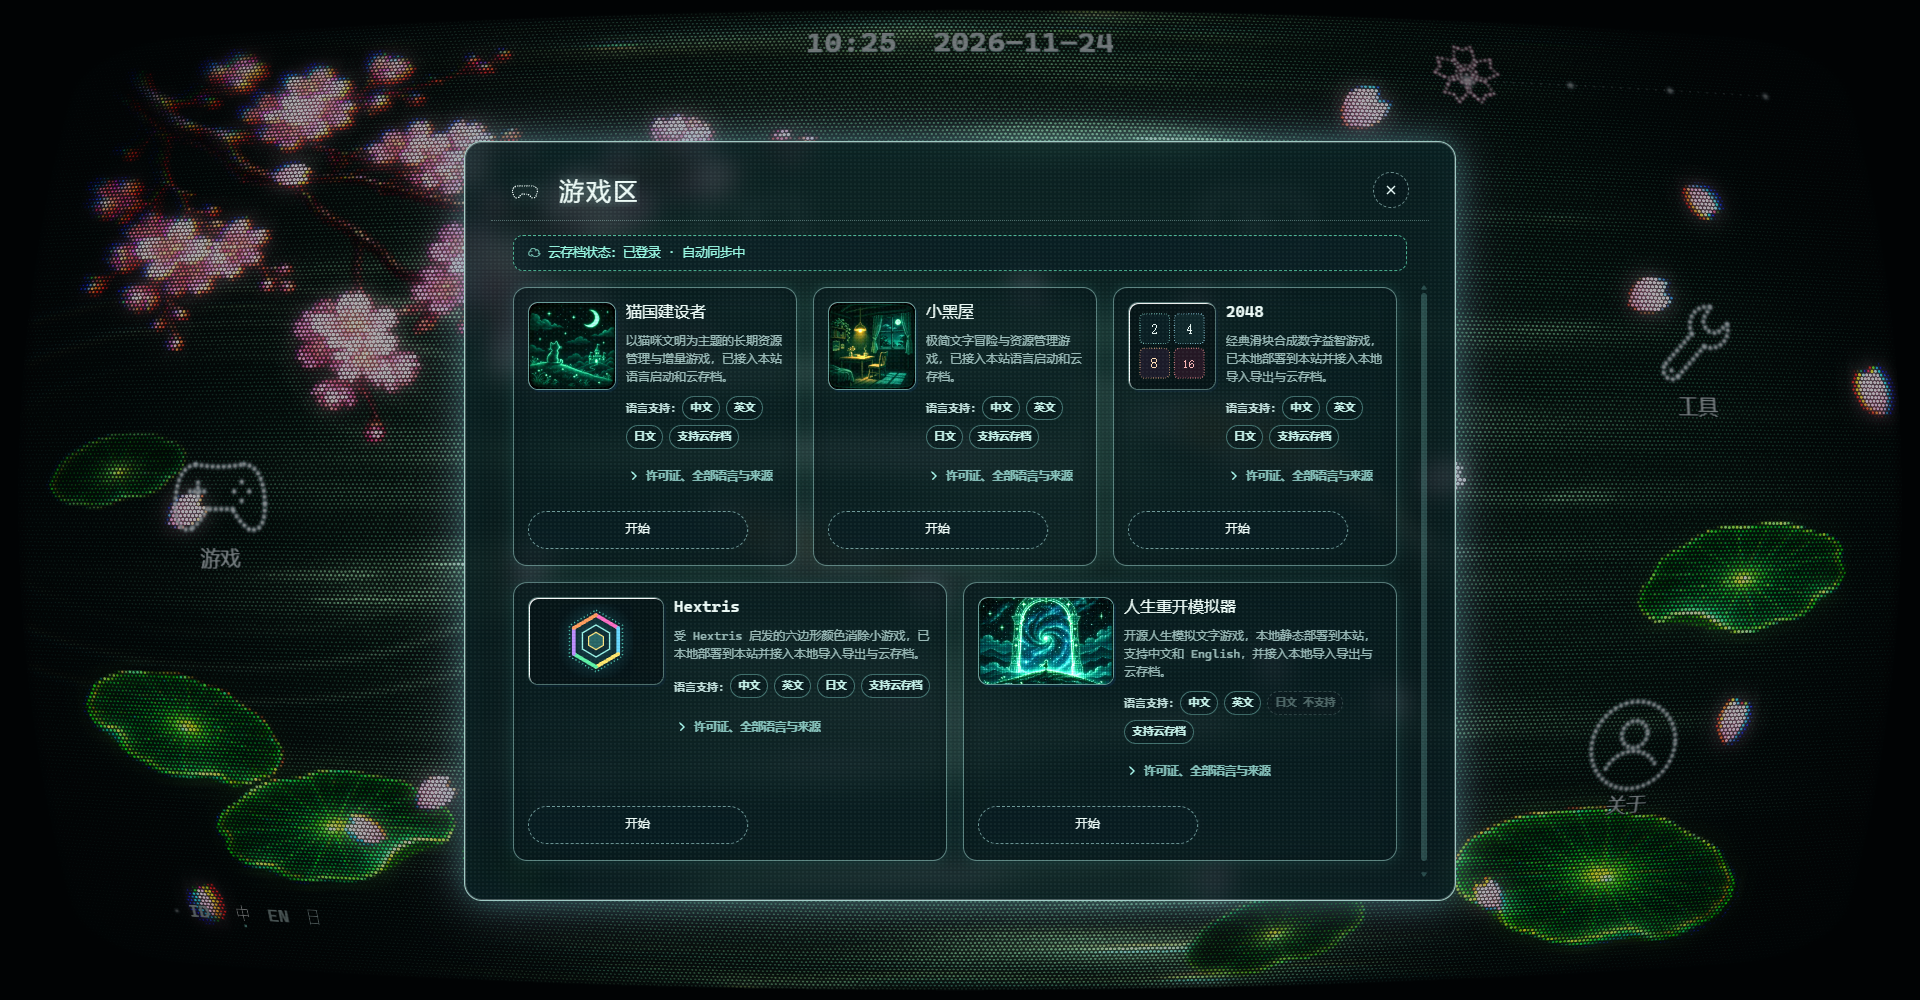 10:25 2026-11-24
游戏区
×
云存档状态: 已登录 · 自动同步中
猫国建设者
以猫咪文明为主题的长期资源
管理与增量游戏，已接入本站
语言启动和云存档。
语言支持: 中文 英文
日文 支持云存档
许可证、全部语言与来源
开始
小黑屋
极简文字冒险与资源管理游
戏，已接入本站语言启动和云
存档。
语言支持: 中文 英文
日文 支持云存档
许可证、全部语言与来源
开始
2 4
8 16
2048
经典滑块合成数字益智游戏，
已本地部署到本站并接入本地
导入导出与云存档。
语言支持: 中文 英文
日文 支持云存档
许可证、全部语言与来源
开始
Hextris
受 Hextris 启发的六边形颜色消除小游戏，已
本地部署到本站并接入本地导入导出与云存档。
语言支持: 中文 英文 日文 支持云存档
许可证、全部语言与来源
开始
人生重开模拟器
开源人生模拟文字游戏，本地静态部署到本站，
支持中文和 English，并接入本地导入导出与
云存档。
语言支持: 中文 英文 日文 不支持
支持云存档
许可证、全部语言与来源
开始
游戏
工具
关于
中 EN 日